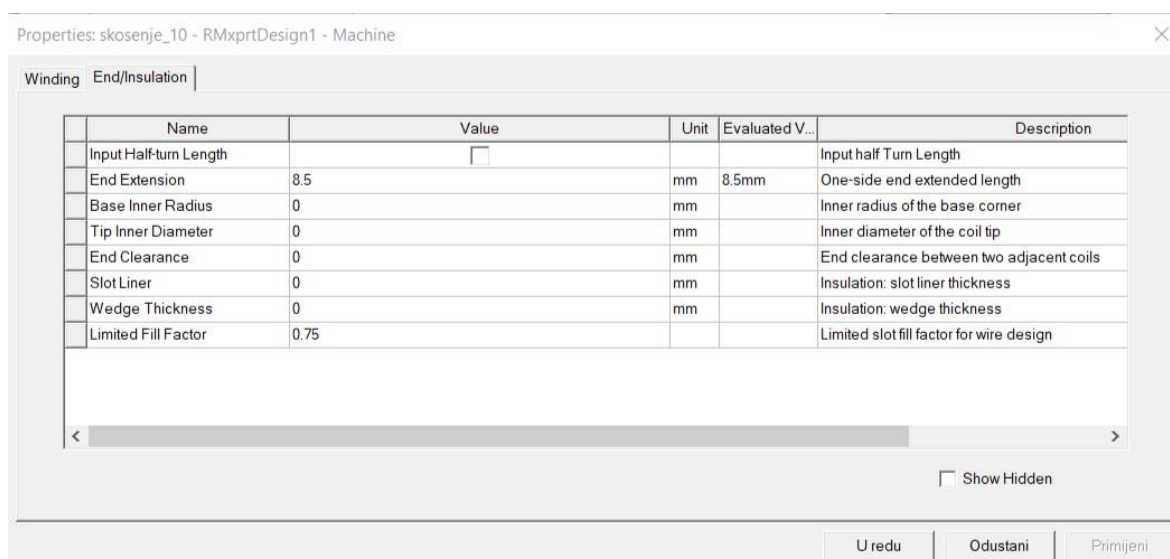 Properties: skosenje_10 - RMxprtDesign1 - Machine
Winding End/Insulation
Name Value Unit Evaluated V... Description
Input Half-turn Length Input half Turn Length
End Extension 8.5 mm 8.5mm One-side end extended length
Base Inner Radius 0 mm Inner radius of the base corner
Tip Inner Diameter 0 mm Inner diameter of the coil tip
End Clearance 0 mm End clearance between two adjacent coils
Slot Liner 0 mm Insulation: slot liner thickness
Wedge Thickness 0 mm Insulation: wedge thickness
Limited Fill Factor 0.75 Limited slot fill factor for wire design
Show Hidden
U redu Odustani Primijeni